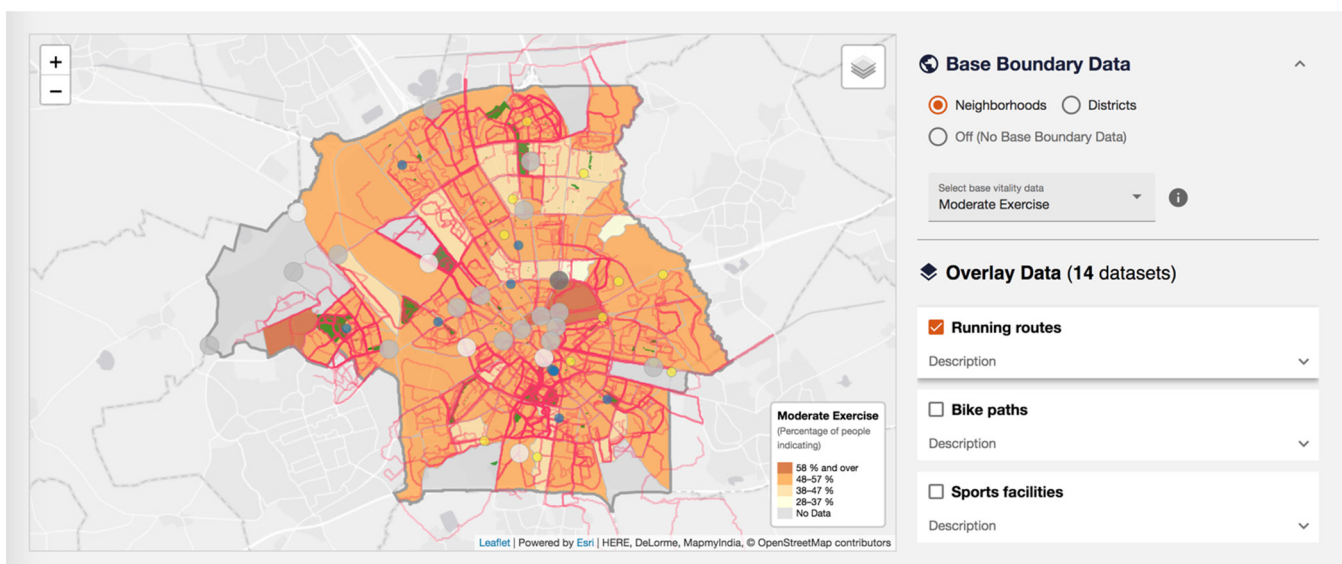 +
−
Base Boundary Data
Neighborhoods Districts
Off (No Base Boundary Data)
Select base vitality data
Moderate Exercise
i
Overlay Data (14 datasets)
Running routes
Description
Bike paths
Description
Sports facilities
Description
Moderate Exercise
(Percentage of people
indicating)
58 % and over
48–57 %
38–47 %
28–37 %
No Data
Leaflet | Powered by Esri | HERE, DeLorme, MapmyIndia, © OpenStreetMap contributors